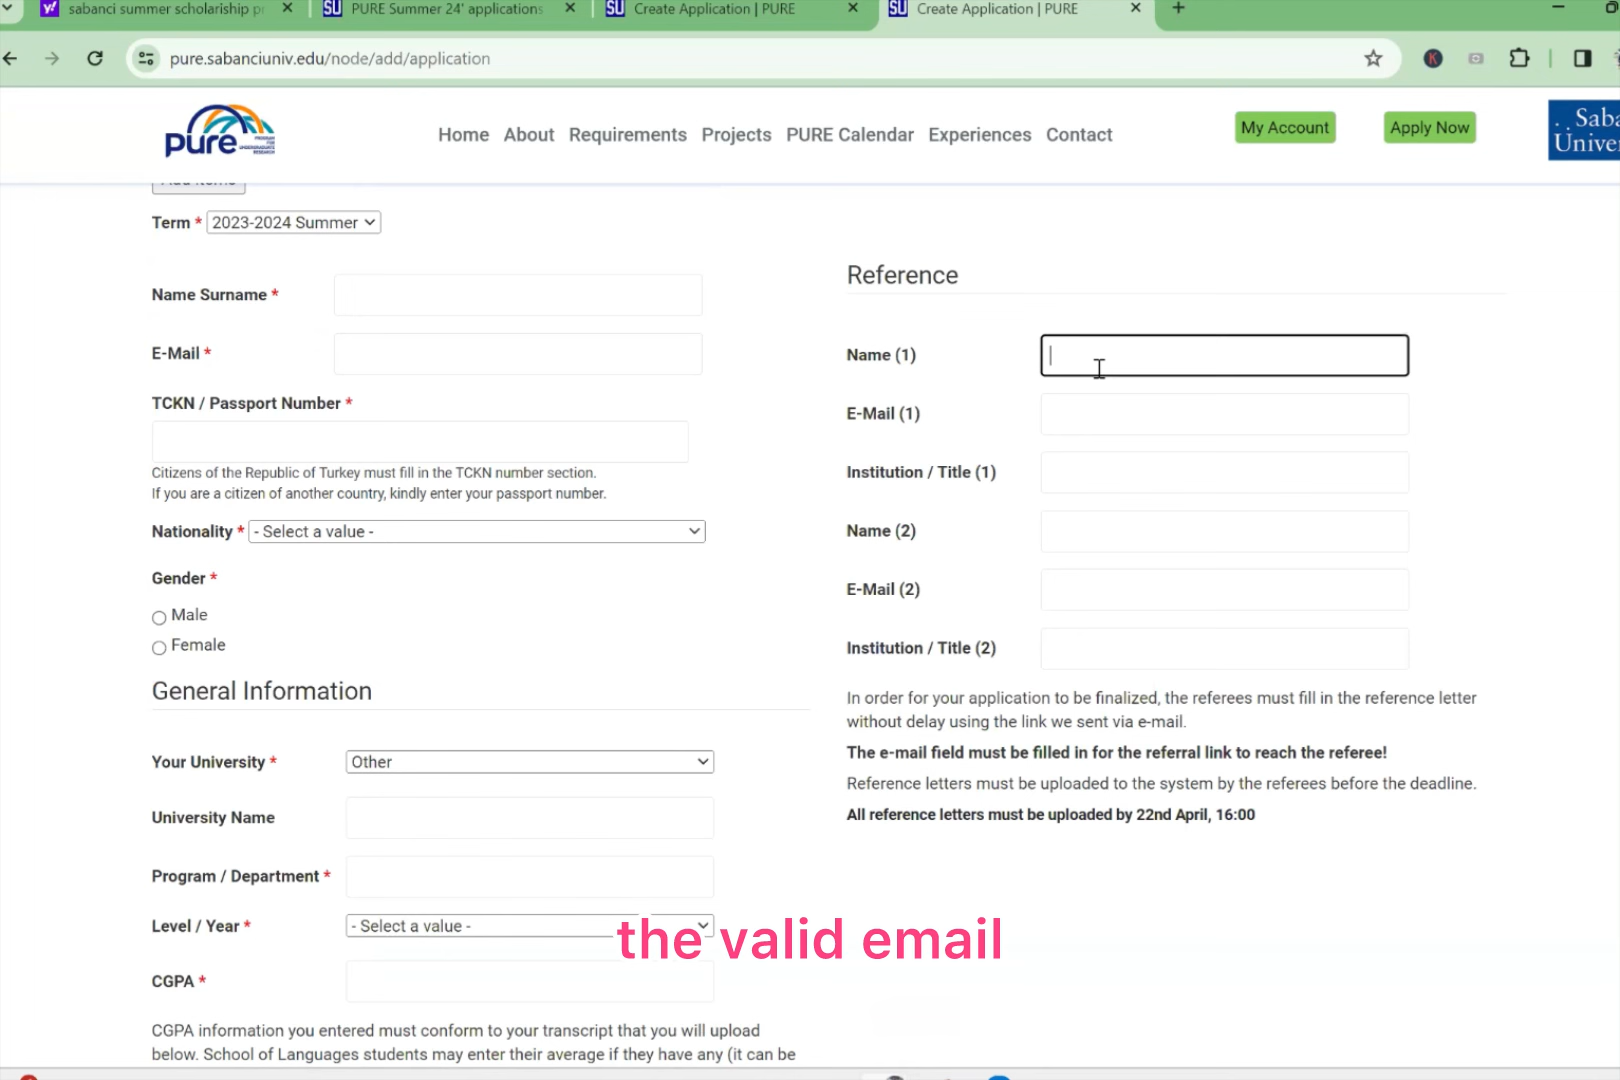 sabanci summer scholarship p
PURE Summer 24' applications
Create Application | PURE
Create Application | PURE
pure.sabanciuniv.edu/node/add/application
pure
PROGRAM
FOR
UNDERGRADUATE
RESEARCH
Home
About
Requirements
Projects
PURE Calendar
Experiences
Contact
My Account
Apply Now
Saba
Univer
Add items
Term * 2023-2024 Summer
Name Surname *
E-Mail *
TCKN / Passport Number *
Citizens of the Republic of Turkey must fill in the TCKN number section.
If you are a citizen of another country, kindly enter your passport number.
Nationality * - Select a value -
Gender *
Male
Female
General Information
Your University * Other
University Name
Program / Department *
Level / Year * - Select a value -
CGPA *
CGPA information you entered must conform to your transcript that you will upload
below. School of Languages students may enter their average if they have any (it can be
Reference
Name (1)
E-Mail (1)
Institution / Title (1)
Name (2)
E-Mail (2)
Institution / Title (2)
In order for your application to be finalized, the referees must fill in the reference letter
without delay using the link we sent via e-mail.
The e-mail field must be filled in for the referral link to reach the referee!
Reference letters must be uploaded to the system by the referees before the deadline.
All reference letters must be uploaded by 22nd April, 16:00
the valid email